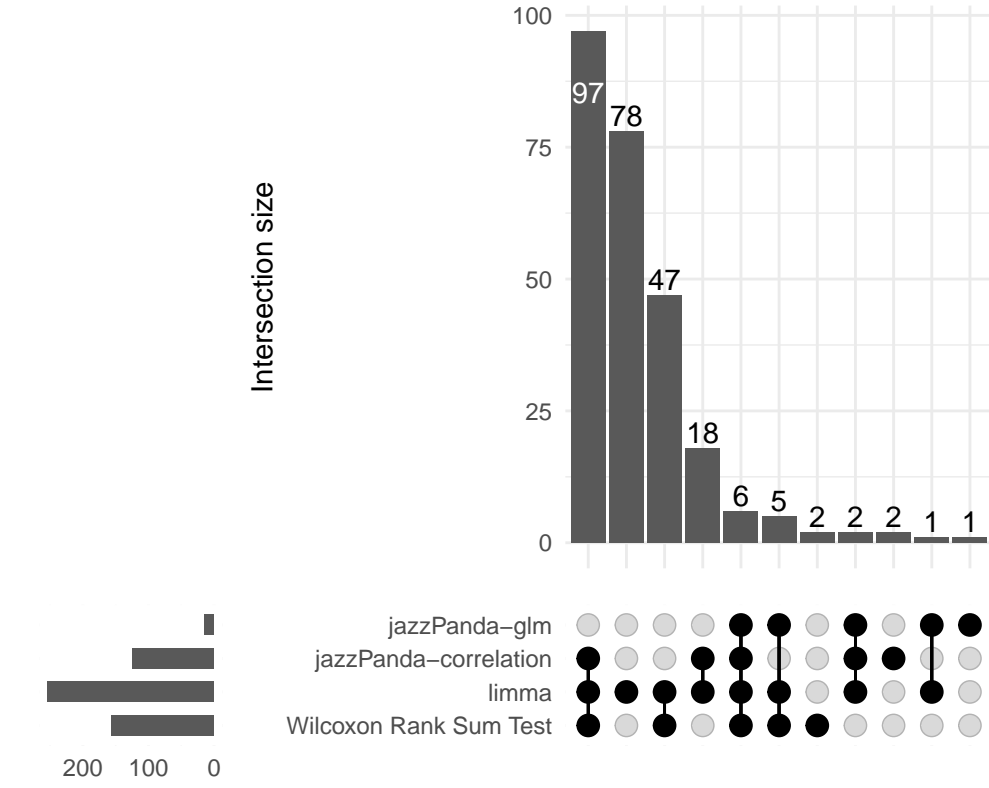 100
75
50
25
0
Intersection size
97
78
47
18
6
5
2
2
2
1
1
jazzPanda−glm
jazzPanda−correlation
limma
Wilcoxon Rank Sum Test
200 100 0